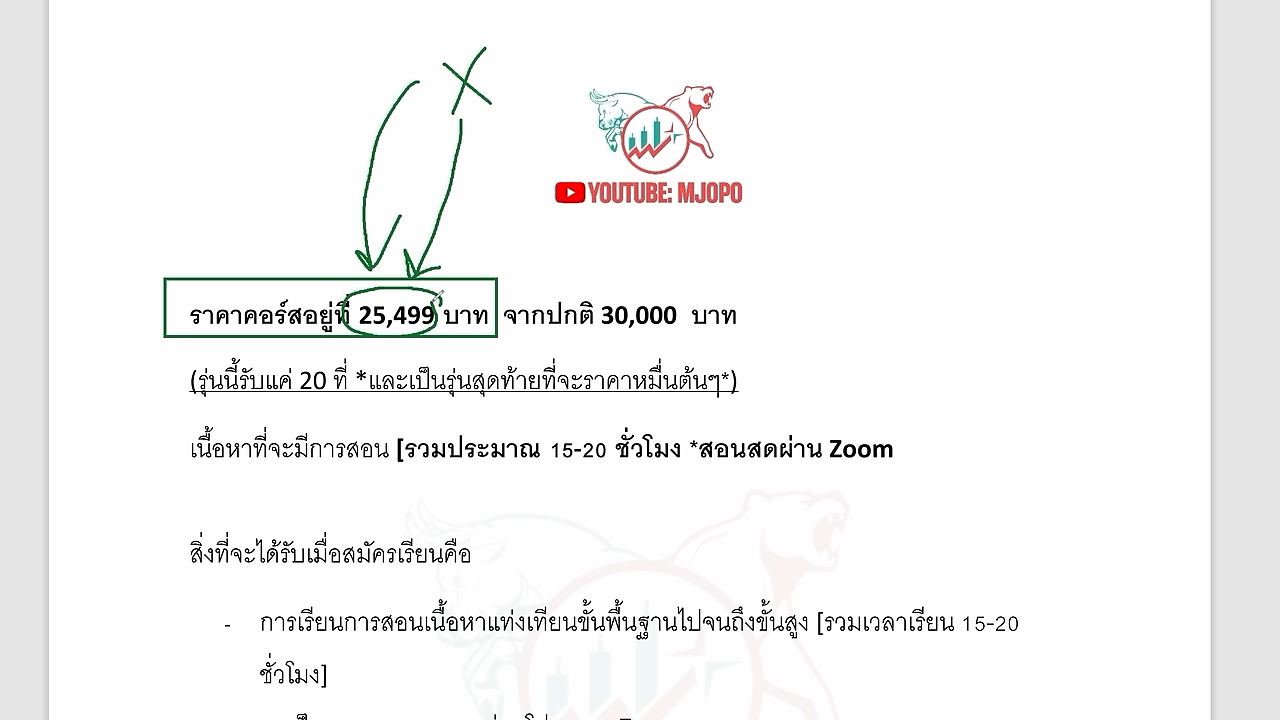 YOUTUBE: MJOPO
ราคาคอร์สอยู่ที่ 25,499 บาท จากปกติ 30,000 บาท
(รุ่นนี้รับแค่ 20 ที่ *และเป็นรุ่นสุดท้ายที่จะราคาหมื่นต้นๆ*)
เนื้อหาที่จะมีการสอน [รวมประมาณ 15-20 ชั่วโมง *สอนสดผ่าน Zoom
สิ่งที่จะได้รับเมื่อสมัครเรียนคือ
- การเรียนการสอนเนื้อหาแท่งเทียนขั้นพื้นฐานไปจนถึงขั้นสูง [รวมเวลาเรียน 15-20
ชั่วโมง]